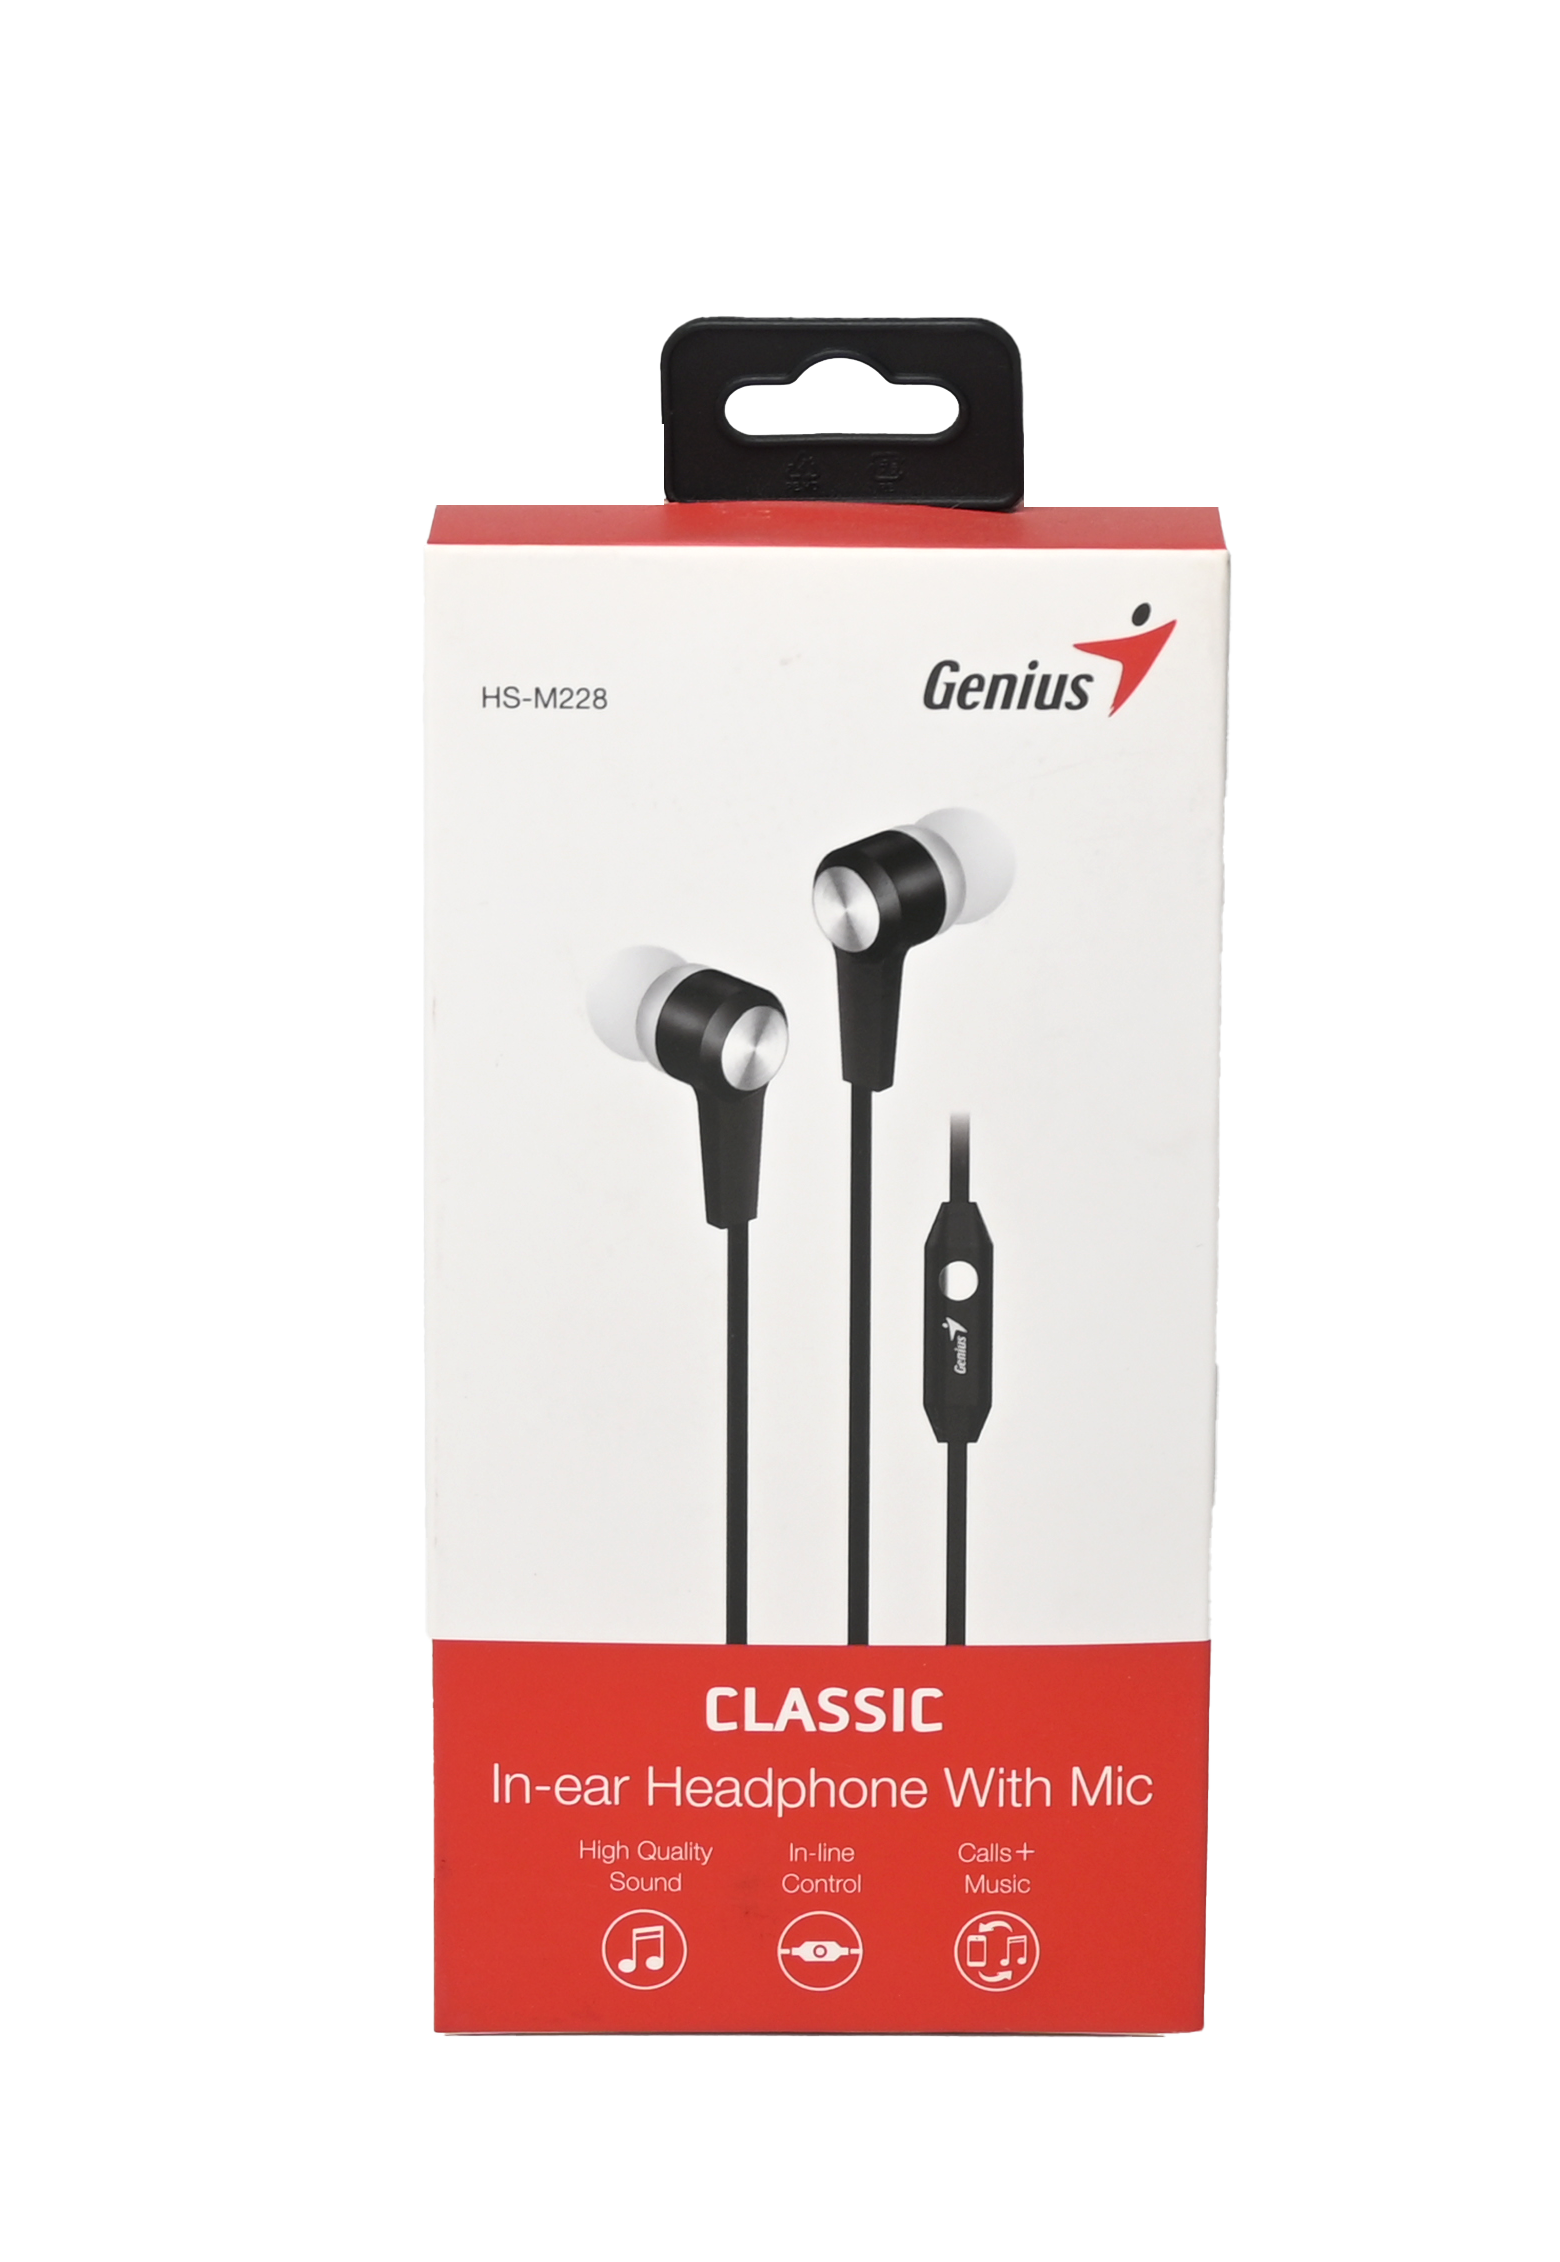 HS-M228
Genius
Genius
CLASSIC
In-ear Headphone With Mic
High Quality
Sound
In-line
Control
Calls+
Music